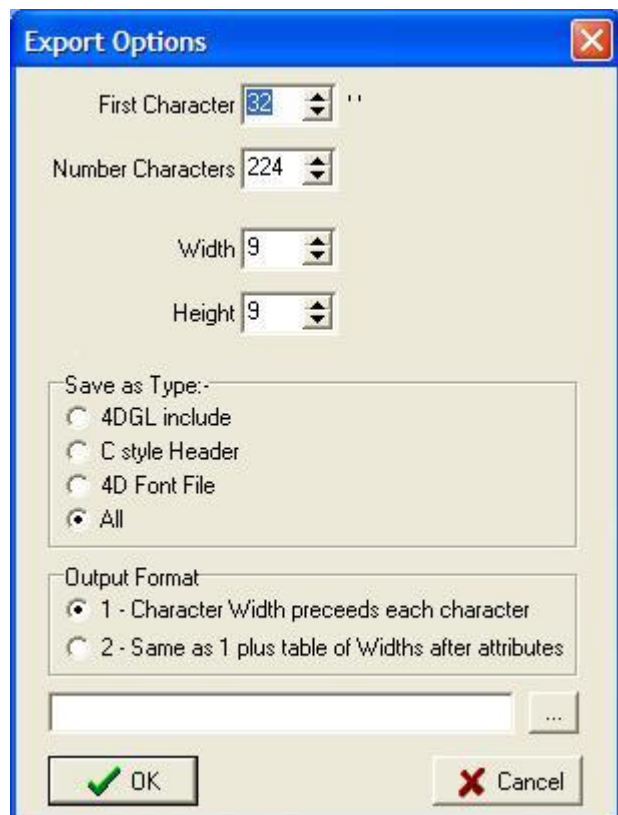 Export Options
First Character 32 ' '
Number Characters 224
Width 9
Height 9
Save as Type:-
4DGL include
C style Header
4D Font File
All
Output Format
1 - Character Width preceeds each character
2 - Same as 1 plus table of Widths after attributes
...
OK Cancel